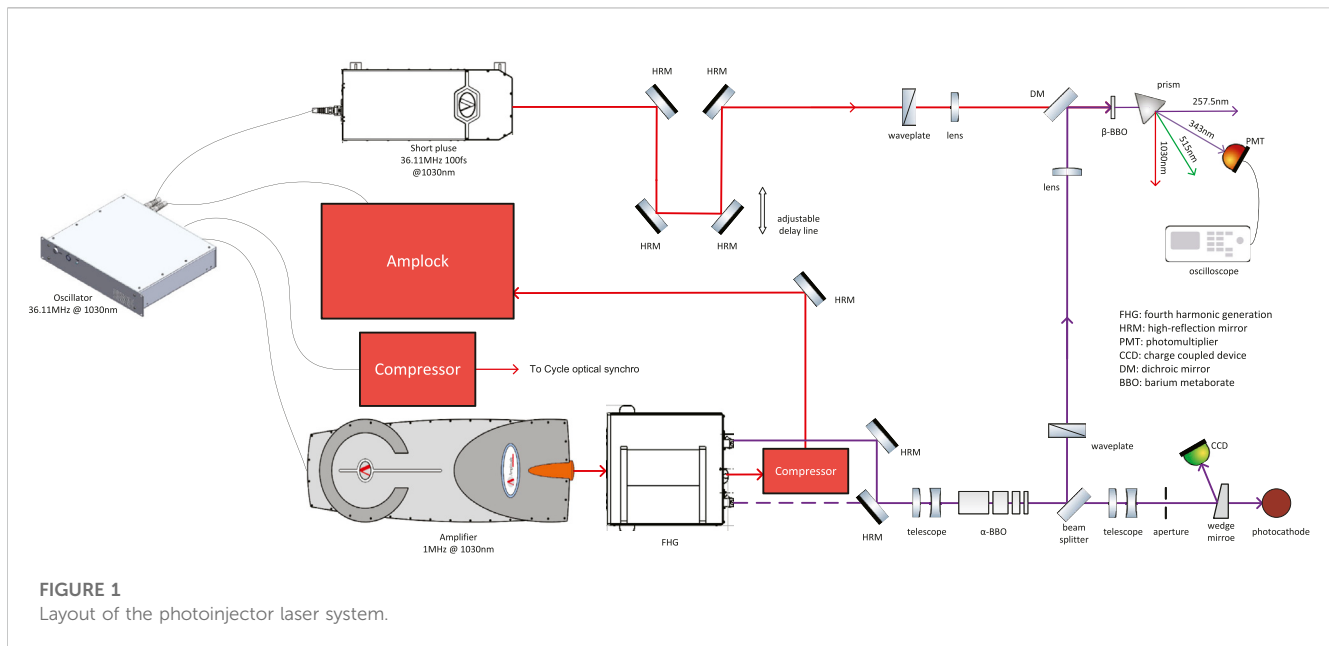 HRM
HRM
DM
prism
257.5nm
343nm
PMT
515nm
1030nm
β-BBO
waveplate
lens
Short pluse
36.11MHz 100fs
@1030nm
lens
HRM
HRM
adjustable
delay line
oscilloscope
Amplock
Oscillator
36.11MHz @ 1030nm
HRM
FHG: fourth harmonic generation
HRM: high-reflection mirror
PMT: photomultiplier
CCD: charge coupled device
DM: dichroic mirror
BBO: barium metaborate
Compressor
To Cycle optical synchro
waveplate
CCD
HRM
Compressor
Amplifier
1MHz @ 1030nm
FHG
HRM
telescope
α-BBO
beam
splitter
telescope
aperture
wedge
mirroe
photocathode
FIGURE 1
Layout of the photoinjector laser system.